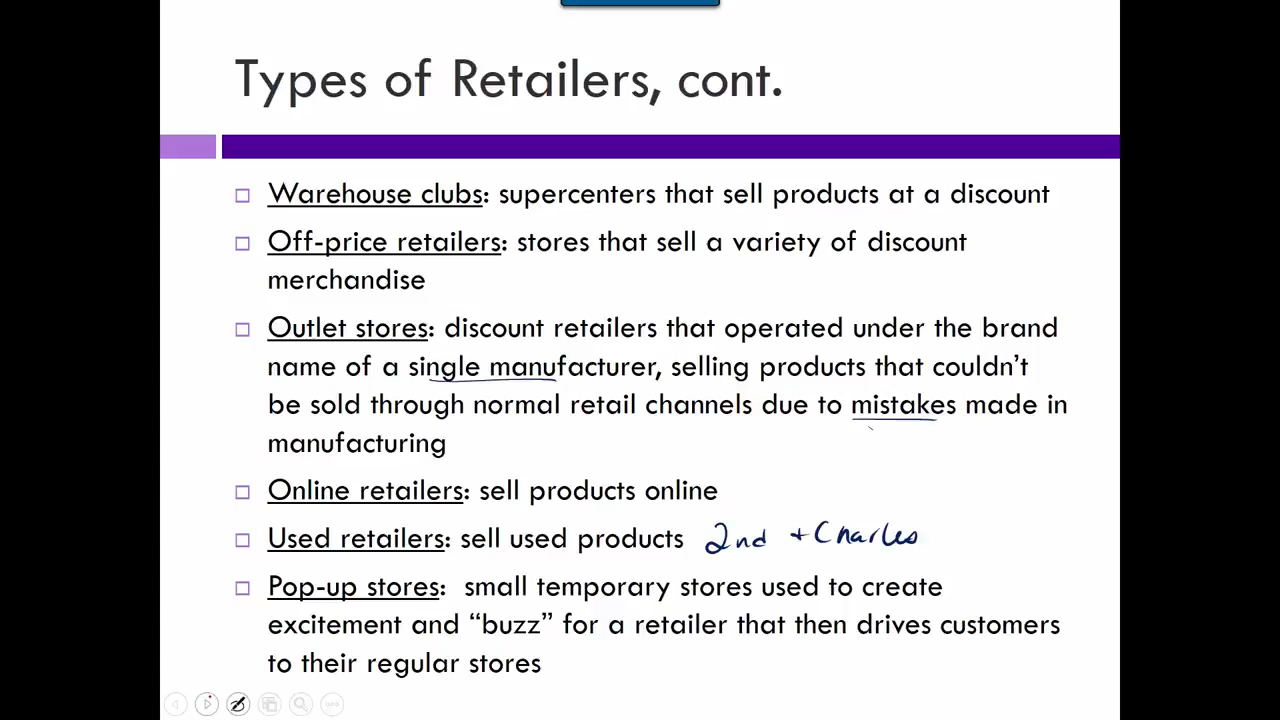 Types of Retailers, cont.
Warehouse clubs: supercenters that sell products at a discount
Off-price retailers: stores that sell a variety of discount
merchandise
Outlet stores: discount retailers that operated under the brand
name of a single manufacturer, selling products that couldn’t
be sold through normal retail channels due to mistakes made in
manufacturing
Online retailers: sell products online
Used retailers: sell used products 2nd + Charles
Pop-up stores:  small temporary stores used to create
excitement and “buzz” for a retailer that then drives customers
to their regular stores